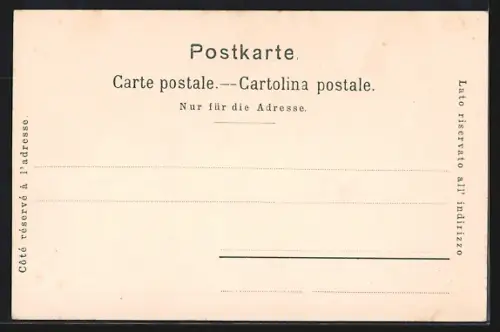 Postkarte.
Carte postale.—Cartolina postale.
Nur für die Adresse.
Côté réservé à l'adresse
Lato riservato all' indirizzo